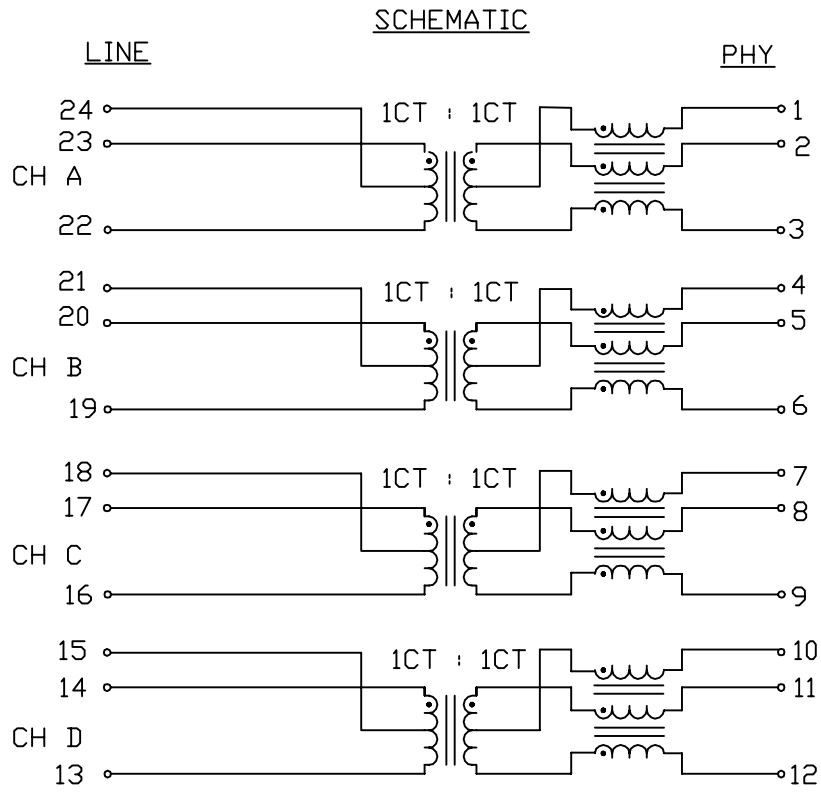 SCHEMATIC
LINE PHY
24 1CT : 1CT 1
23 2
CH A
22 3
21 1CT : 1CT 4
20 5
CH B
19 6
18 1CT : 1CT 7
17 8
CH C
16 9
15 1CT : 1CT 10
14 11
CH D
13 12